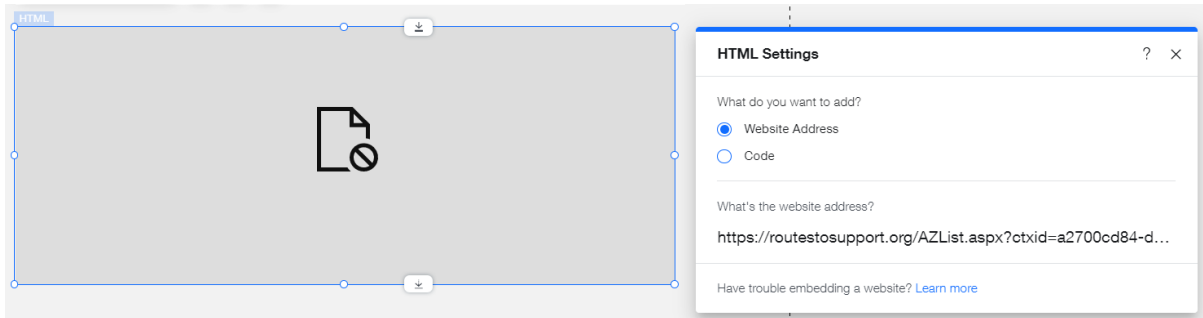 HTML
HTML Settings
?
What do you want to add?
Website Address
Code
What's the website address?
https://routestosupport.org/AZList.aspx?ctxid=a2700cd84-d...
Have trouble embedding a website? Learn more